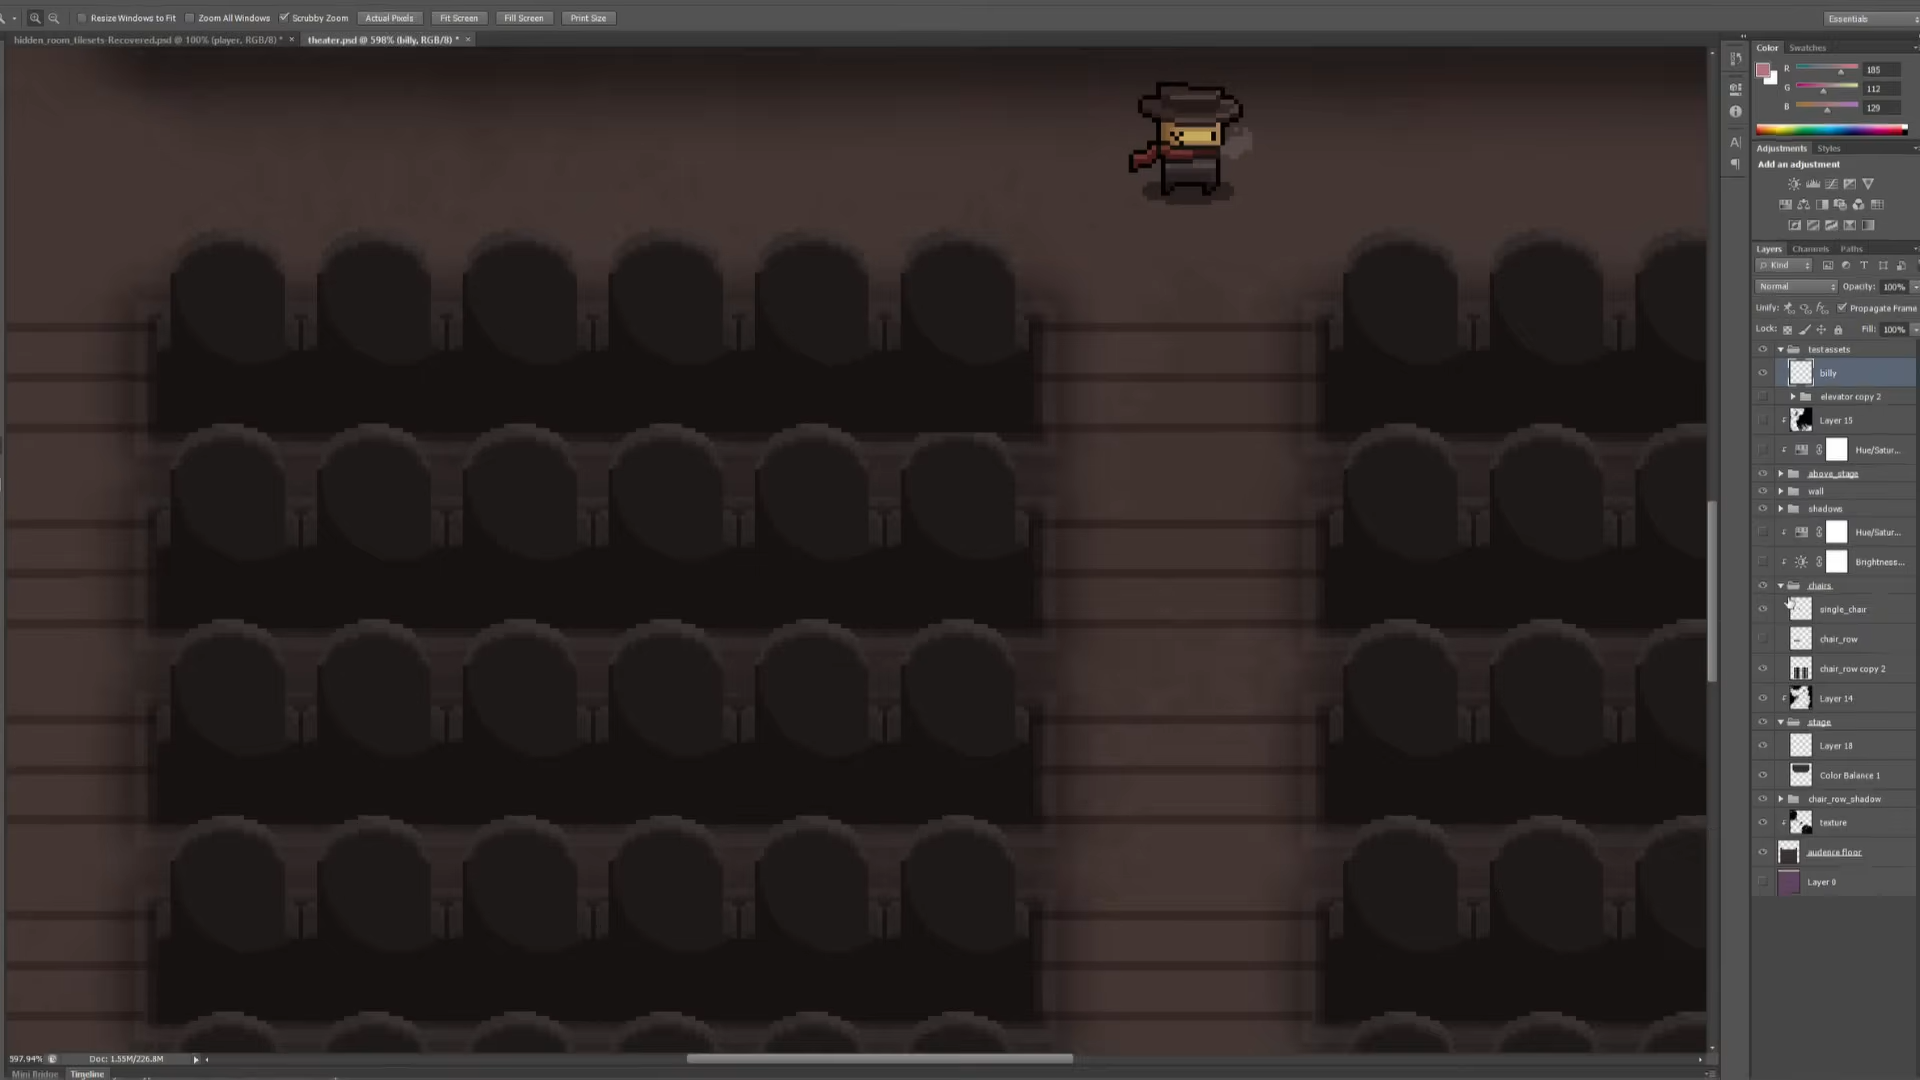 Resize Windows to Fit Zoom All Windows Scrubby Zoom Actual Pixels Fit Screen Fill Screen Print Size Essentials
hidden_room_tilesets-Recovered.psd @ 100% (player, RGB/8) * × theater.psd @ 598% (billy, RGB/8) * ×
Color Swatches
R 185
G 112
B 129
Adjustments Styles
Add an adjustment
Layers Channels Paths
Kind
Normal Opacity: 100%
Unify: Propagate Frame
Lock: Fill: 100%
testassets
billy
elevator copy 2
Layer 15
Hue/Satur...
above_stage
wall
shadows
Hue/Satur...
Brightness...
chairs
single_chair
chair_row
chair_row copy 2
Layer 14
stage
Layer 18
Color Balance 1
chair_row_shadow
texture
audence floor
Layer 0
597.94% Doc: 1.55M/226.8M
Mini Bridge Timeline